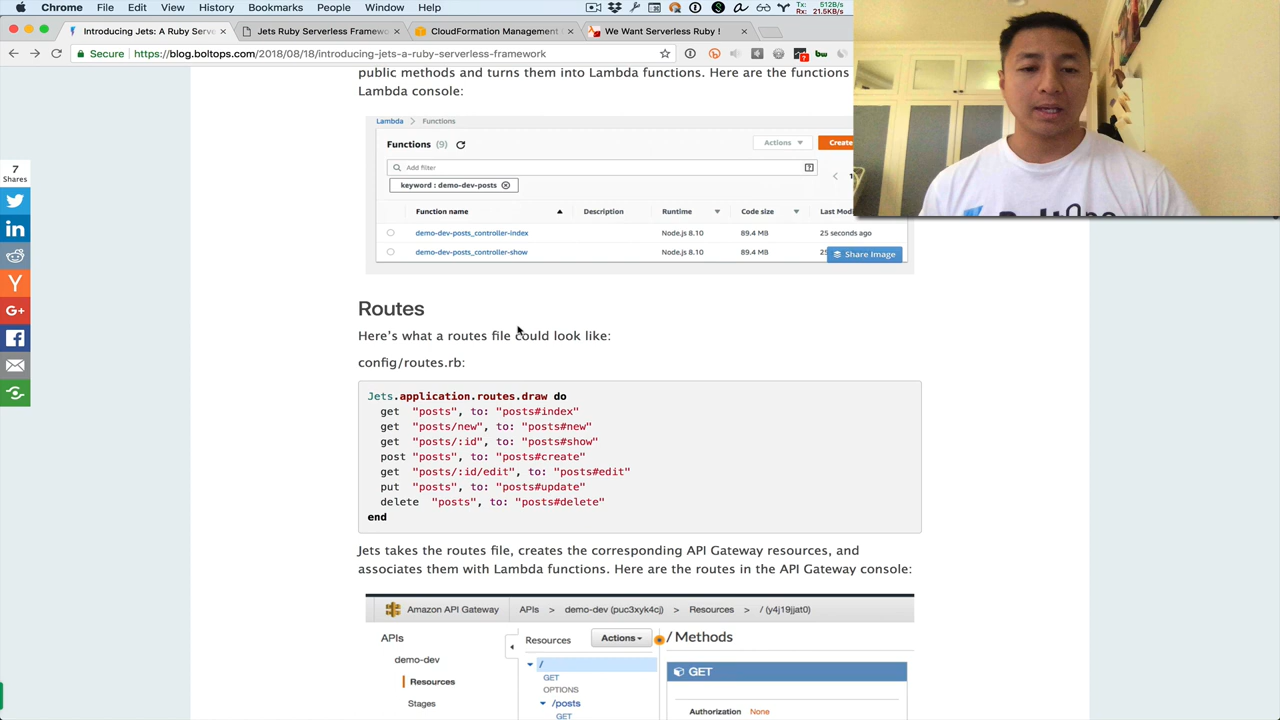 Chrome File Edit View History Bookmarks People Window Help
Tx: 512B/s
Rx: 21.5KB/s
Introducing Jets: A Ruby Serve
Jets Ruby Serverless Framewo
CloudFormation Management
We Want Serverless Ruby !
Secure https://blog.boltops.com/2018/08/18/introducing-jets-a-ruby-serverless-framework
public methods and turns them into Lambda functions. Here are the functions
Lambda console:
Lambda > Functions
Functions (9)
Actions
Create
Add filter
keyword : demo-dev-posts
Function name Description Runtime Code size Last Modi
demo-dev-posts_controller-index Node.js 8.10 89.4 MB 25 seconds ago
demo-dev-posts_controller-show Node.js 8.10 89.4 MB 25
Share Image
7
Shares
Routes
Here's what a routes file could look like:
config/routes.rb:
Jets.application.routes.draw do
get "posts", to: "posts#index"
get "posts/new", to: "posts#new"
get "posts/:id", to: "posts#show"
post "posts", to: "posts#create"
get "posts/:id/edit", to: "posts#edit"
put "posts", to: "posts#update"
delete "posts", to: "posts#delete"
end
Jets takes the routes file, creates the corresponding API Gateway resources, and
associates them with Lambda functions. Here are the routes in the API Gateway console:
Amazon API Gateway APIs > demo-dev (puc3xyk4cj) > Resources > / (y4j19jjat0)
APIs
demo-dev
Resources
Stages
Resources Actions
/
GET
OPTIONS
/posts
GET
/ Methods
GET
Authorization None